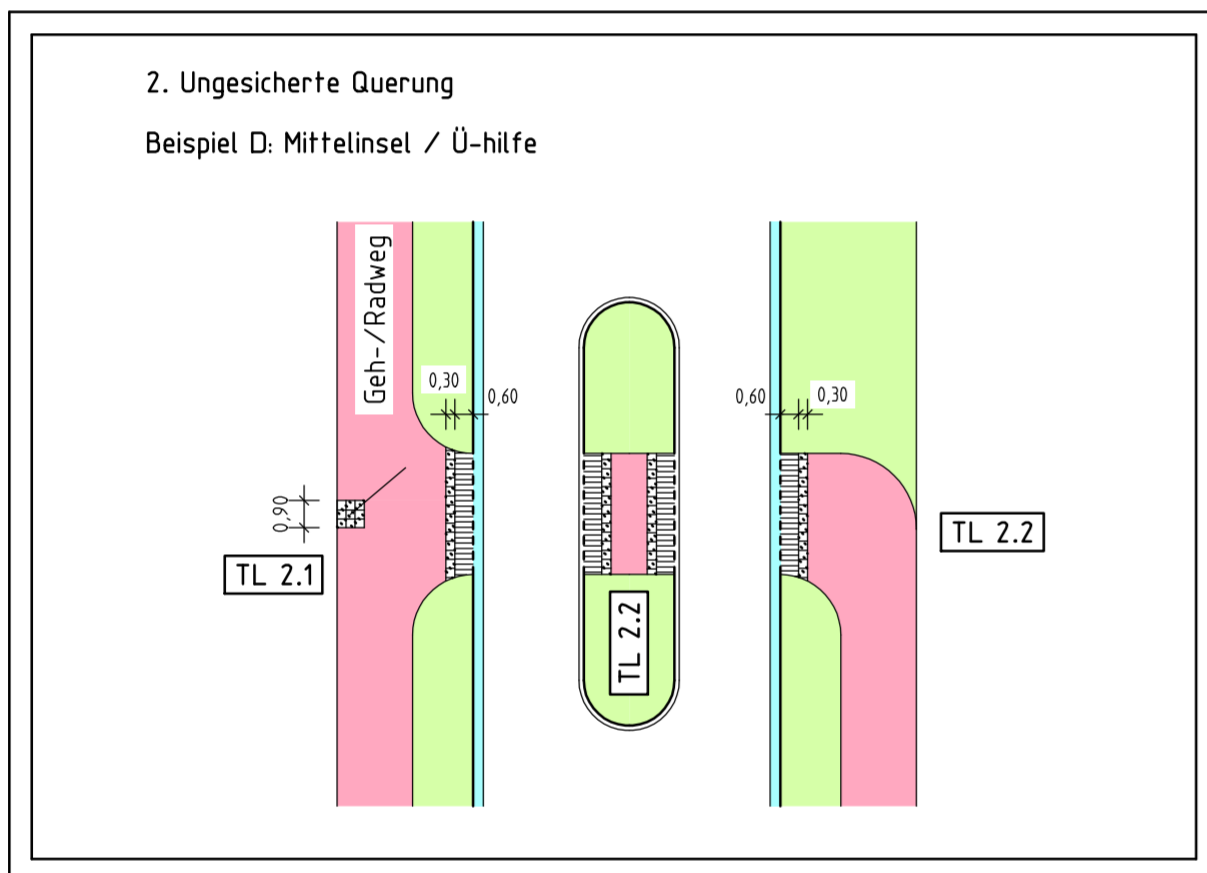 2. Ungesicherte Querung
Beispiel D: Mittelinsel / Ü-hilfe
Geh-/Radweg
0,30
0,60
0,60
0,30
0,90
TL 2.1
TL 2.2
TL 2.2